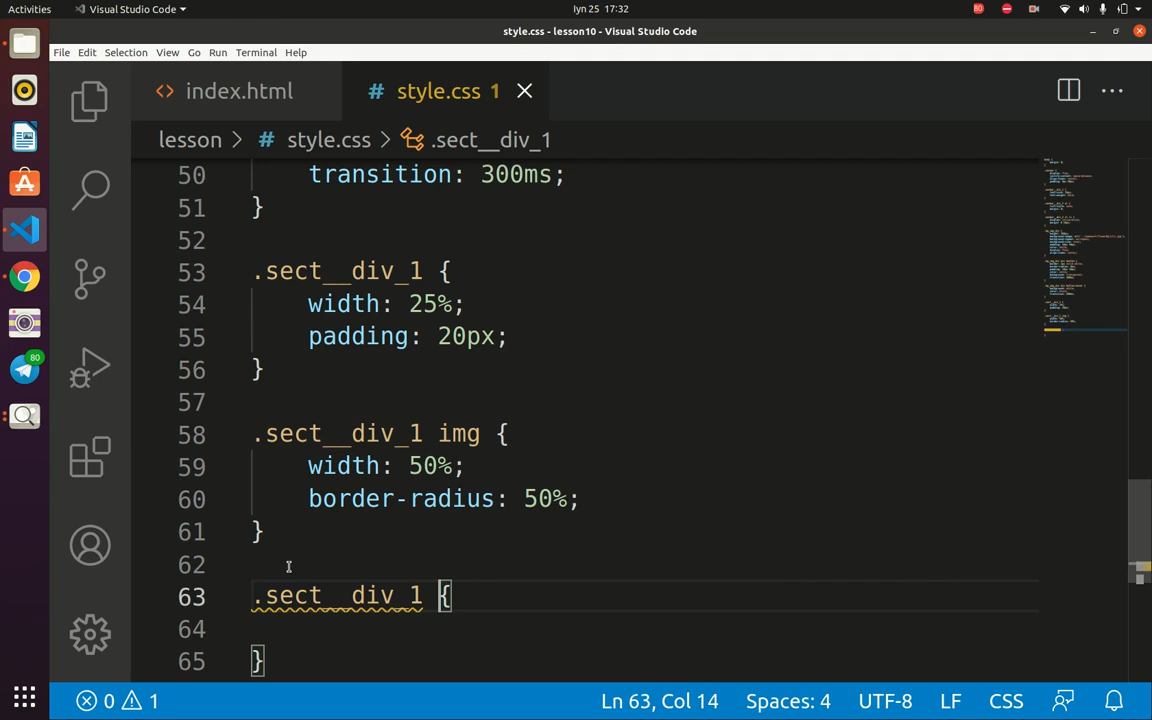 Activities Visual Studio Code Iyn 25 17:32 80
style.css - lesson10 - Visual Studio Code
File Edit Selection View Go Run Terminal Help
<> index.html # style.css 1
lesson > # style.css > .sect__div_1
50 transition: 300ms;
51 }
52
53 .sect__div_1 {
54 width: 25%;
55 padding: 20px;
56 }
57
58 .sect__div_1 img {
59 width: 50%;
60 border-radius: 50%;
61 }
62
63 .sect__div_1 {
64
65 }
80
0 1 Ln 63, Col 14 Spaces: 4 UTF-8 LF CSS